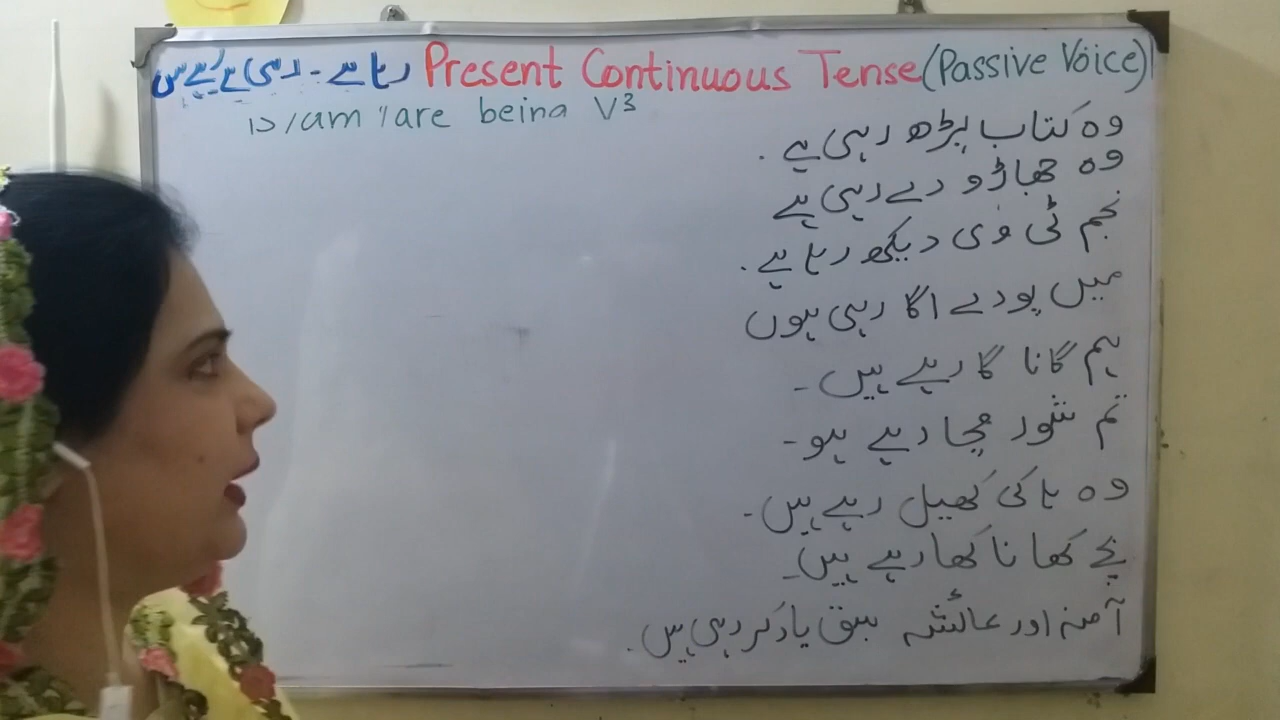 Present Continuous Tense (Passive Voice) رہا ہے - رہی ہے رہے ہیں
is/am/are being V3
وہ کتاب پڑھ رہی ہے.
وہ جھاڑو دے رہی ہے
نجم ٹی وی دیکھ رہا ہے.
میں پودے اگا رہی ہوں
ہم گانا گا رہے ہیں -
تم شور مچا رہے ہو -
وہ ہاکی کھیل رہے ہیں -
بچے کھانا کھا رہے ہیں -
آمنہ اور عائشہ سبق یاد کر رہی ہیں.